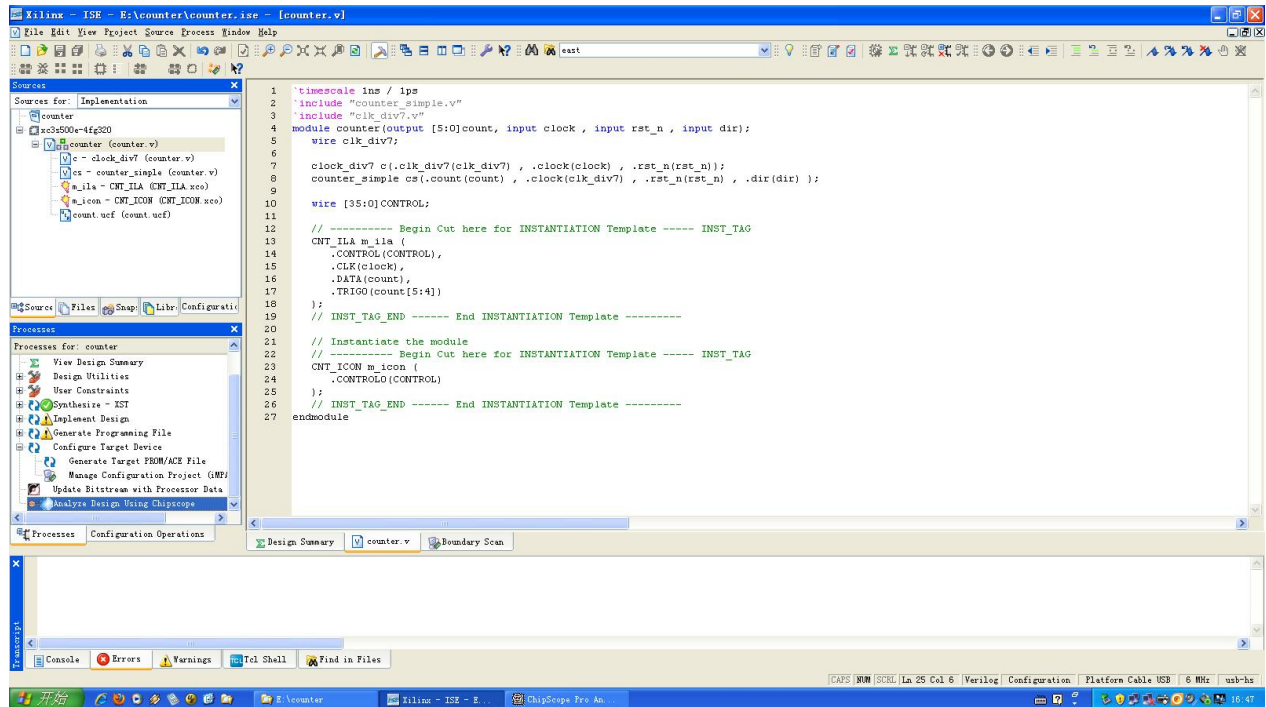 Xilinx - ISE - E:\counter\counter.ise - [counter.v]
File Edit View Project Source Process Window Help
east
Sources
Sources for: Implementation
counter
xc3s500e-4fg320
counter (counter.v)
c - clock_div7 (counter.v)
cs - counter_simple (counter.v)
m_ila - CNT_ILA (CNT_ILA.xco)
m_icon - CNT_ICON (CNT_ICON.xco)
count.ucf (count.ucf)
Source Files Snap: Libr: Configuratic
Processes
Processes for: counter
View Design Summary
Design Utilities
User Constraints
Synthesize - XST
Implement Design
Generate Programming File
Configure Target Device
Generate Target PROM/ACE File
Manage Configuration Project (iMPA
Update Bitstream with Processor Data
Analyze Design Using Chipscope
Processes Configuration Operations
1 `timescale 1ns / 1ps
2 `include "counter_simple.v"
3 `include "clk_div7.v"
4 module counter(output [5:0]count, input clock , input rst_n , input dir);
5 wire clk_div7;
6
7 clock_div7 c(.clk_div7(clk_div7) , .clock(clock) , .rst_n(rst_n));
8 counter_simple cs(.count(count) , .clock(clk_div7) , .rst_n(rst_n) , .dir(dir) );
9
10 wire [35:0]CONTROL;
11
12 // ---------- Begin Cut here for INSTANTIATION Template ----- INST_TAG
13 CNT_ILA m_ila (
14 .CONTROL(CONTROL),
15 .CLK(clock),
16 .DATA(count),
17 .TRIG0(count[5:4])
18 );
19 // INST_TAG_END ------ End INSTANTIATION Template ---------
20
21 // Instantiate the module
22 // ---------- Begin Cut here for INSTANTIATION Template ----- INST_TAG
23 CNT_ICON m_icon (
24 .CONTROL0(CONTROL)
25 );
26 // INST_TAG_END ------ End INSTANTIATION Template ---------
27 endmodule
Design Summary counter.v Boundary Scan
Transcript
Console Errors Warnings Tcl Shell Find in Files
CAPS NUM SCRL Ln 25 Col 6 Verilog Configuration Platform Cable USB 6 MHz usb-hs
开始 E:\counter Xilinx - ISE - E... ChipScope Pro An... 16:47